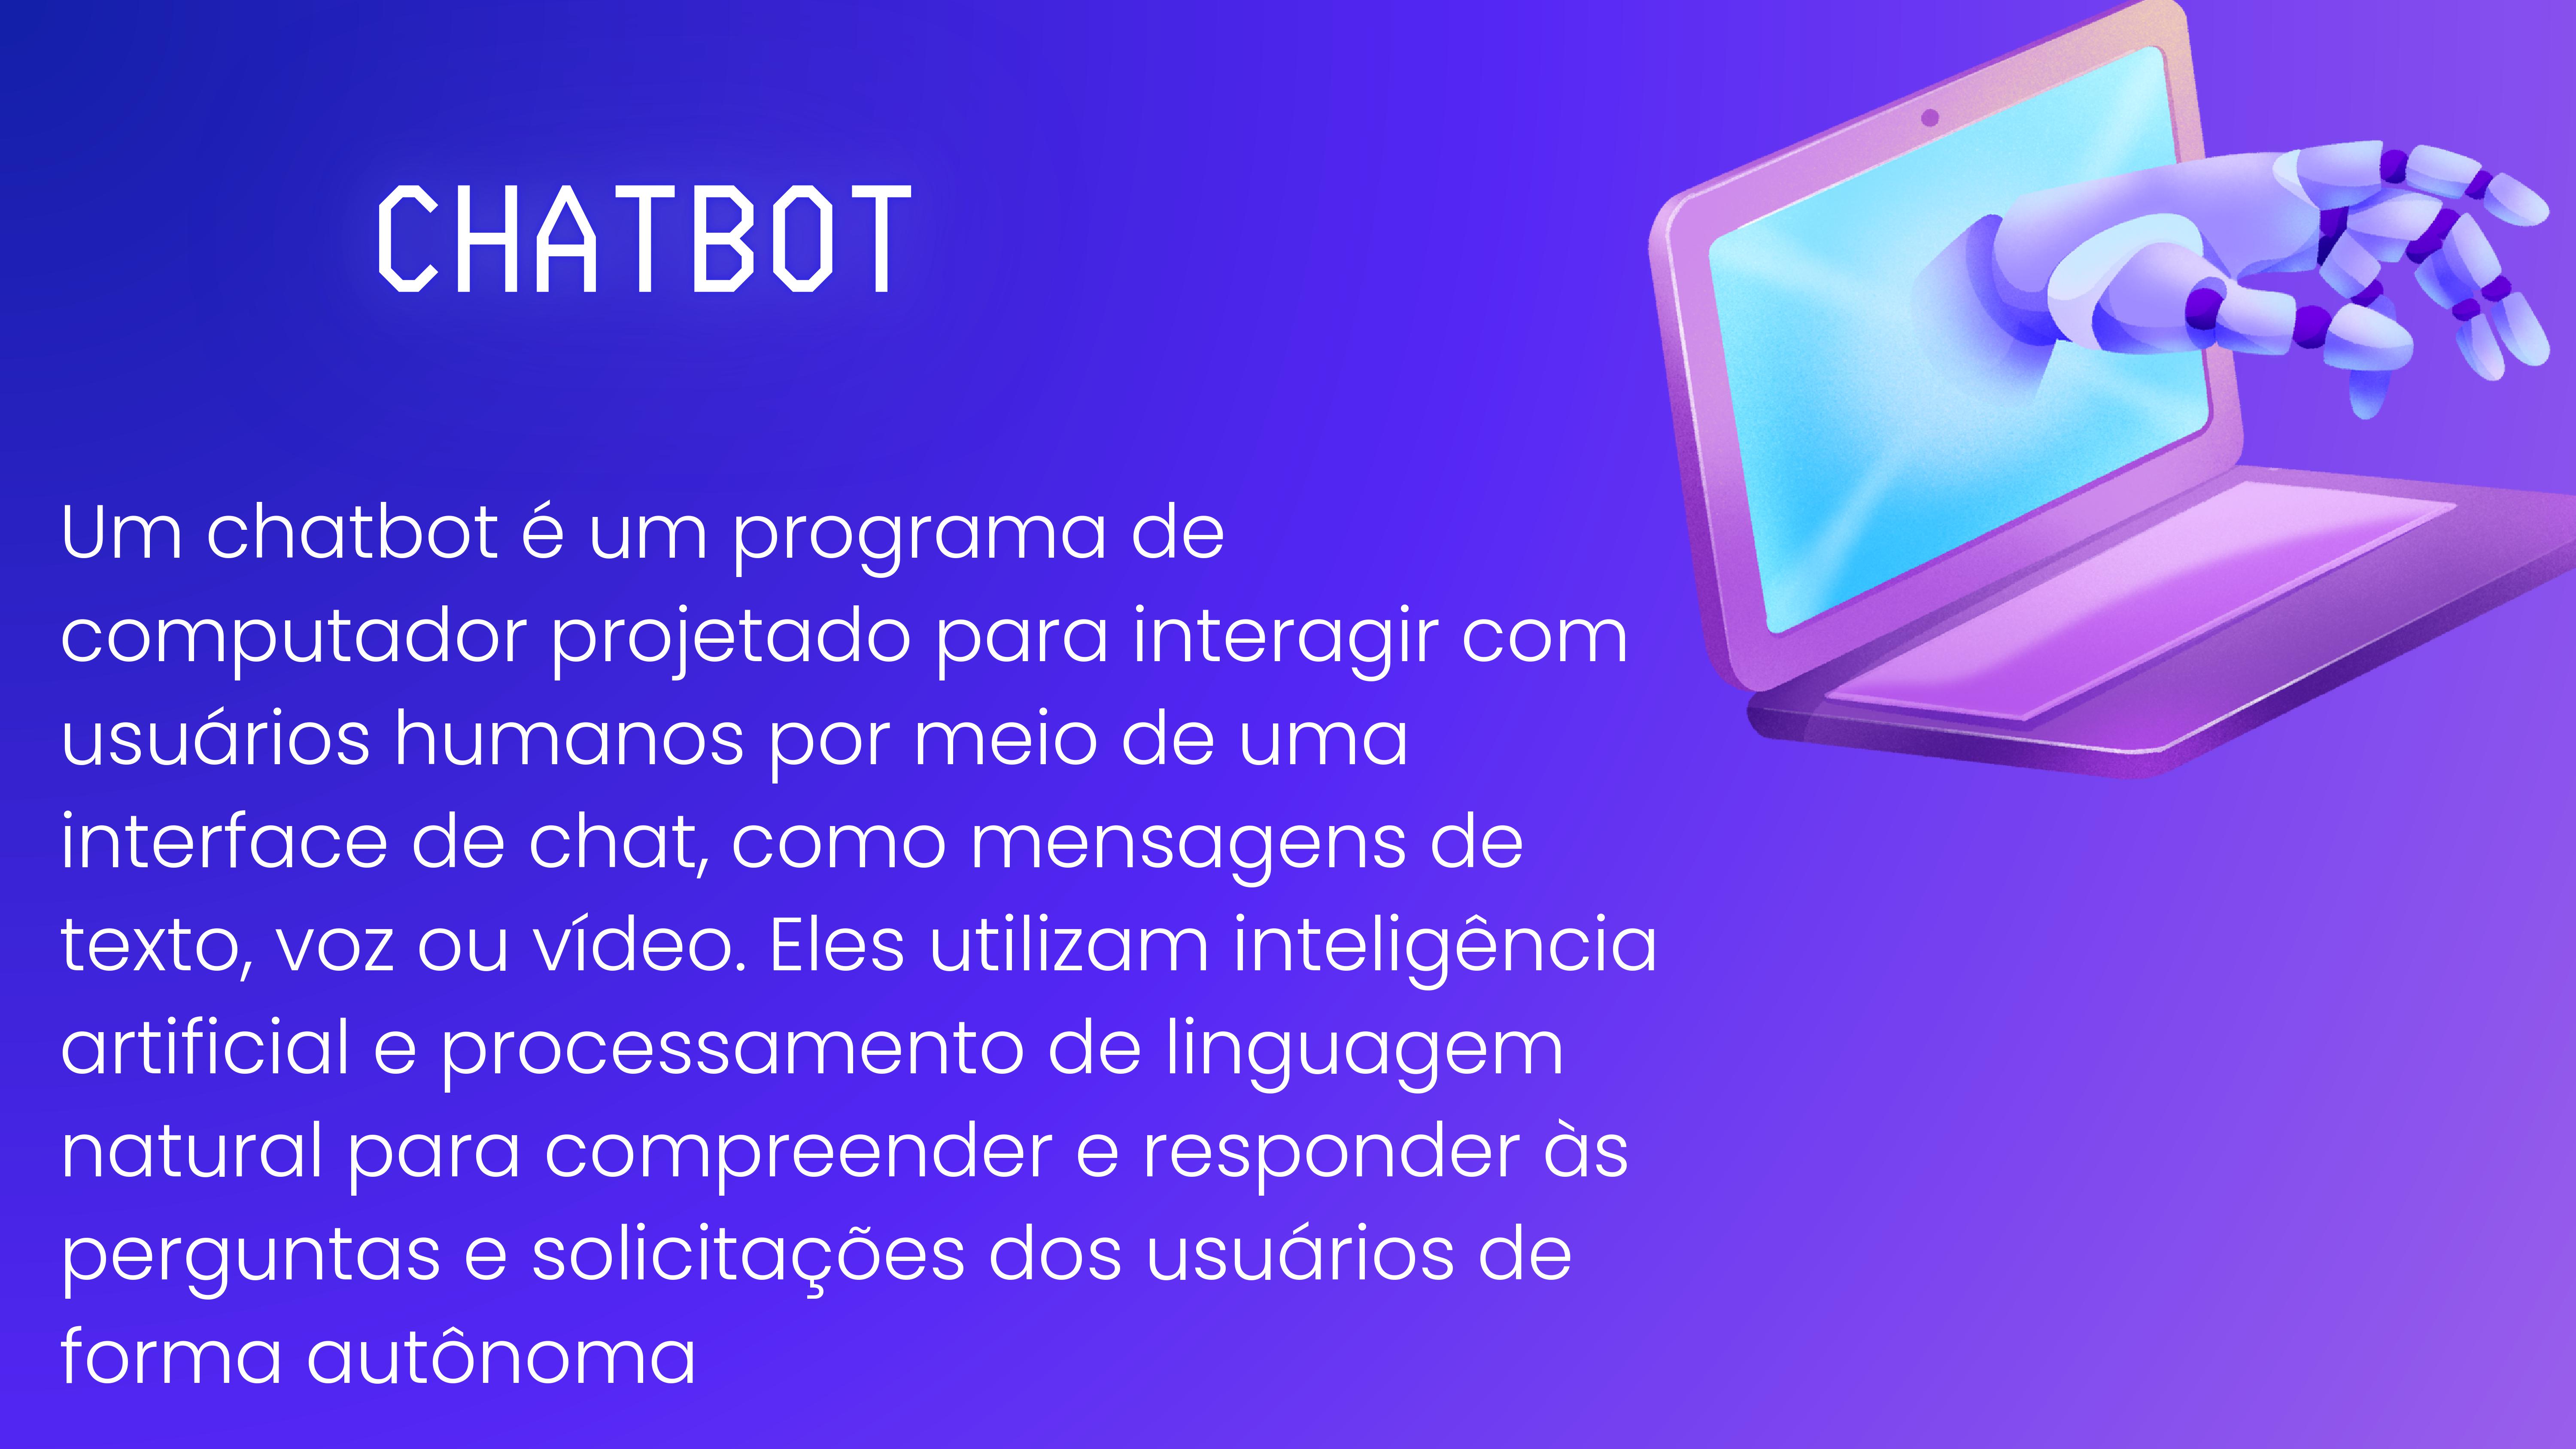 CHATBOT
Um chatbot é um programa de
computador projetado para interagir com
usuários humanos por meio de uma
interface de chat, como mensagens de
texto, voz ou vídeo. Eles utilizam inteligência
artificial e processamento de linguagem
natural para compreender e responder às
perguntas e solicitações dos usuários de
forma autônoma